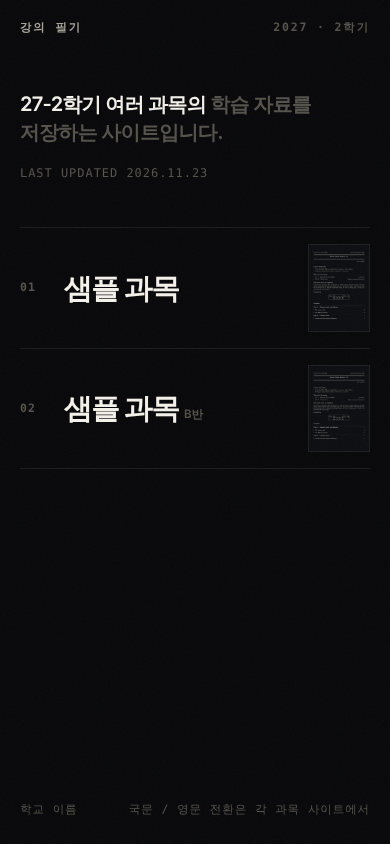 강의 필기
2027 · 2학기
27-2학기 여러 과목의 학습 자료를
저장하는 사이트입니다.
LAST UPDATED 2026.11.23
01
샘플 과목
02
샘플 과목 B반
학교 이름
국문 / 영문 전환은 각 과목 사이트에서